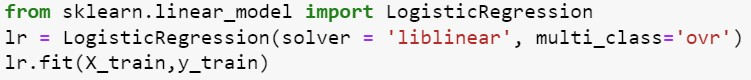 from sklearn.linear_model import LogisticRegression
lr = LogisticRegression(solver = 'liblinear', multi_class='ovr')
lr.fit(X_train,y_train)